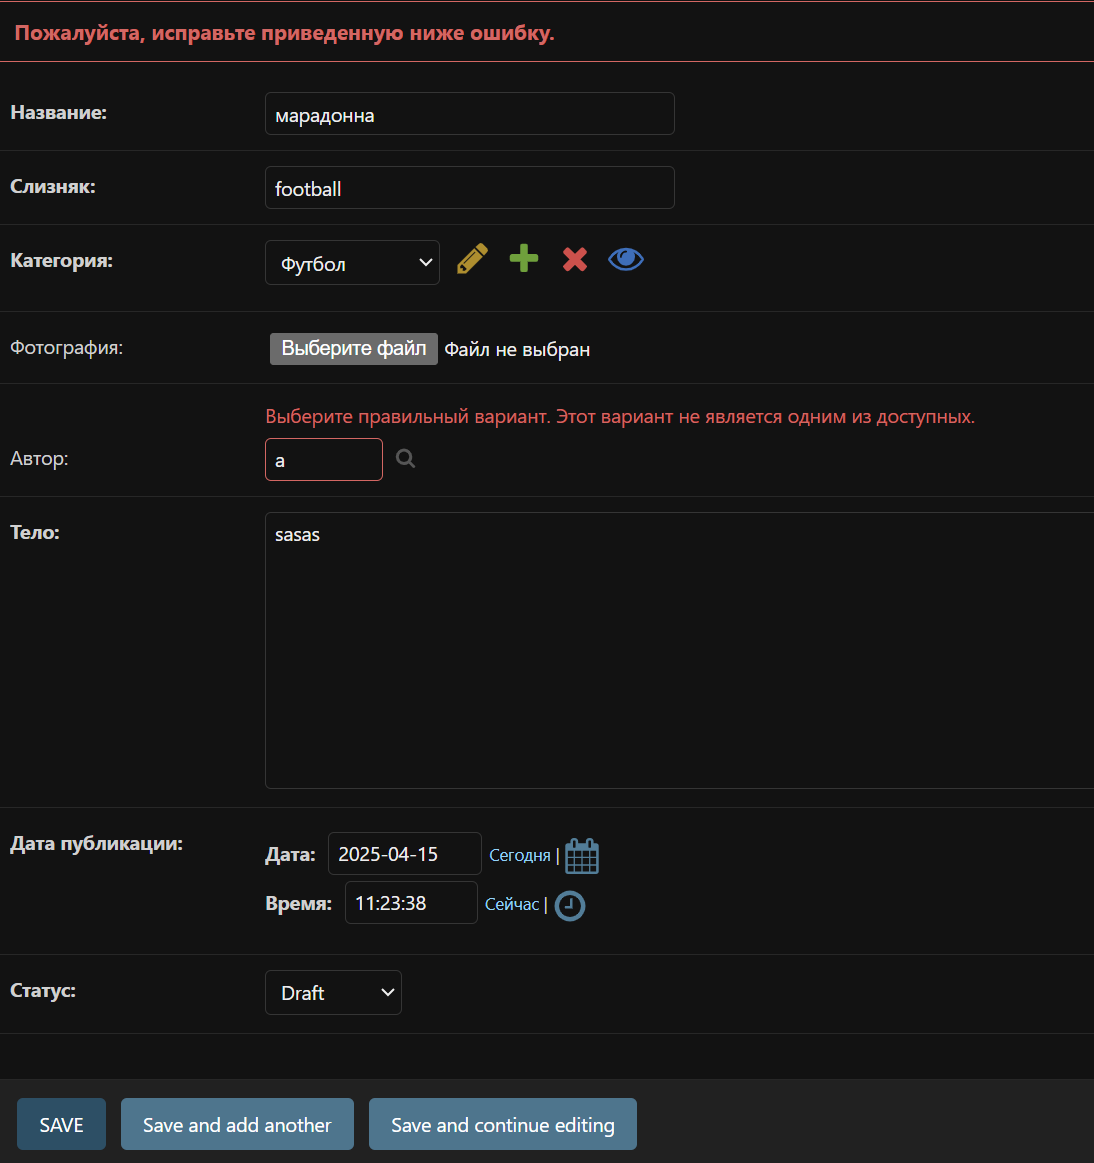 Пожалуйста, исправьте приведенную ниже ошибку.
Название: марадонна
Слизняк: football
Категория: Футбол
Фотография: Выберите файл Файл не выбран
Выберите правильный вариант. Этот вариант не является одним из доступных.
Автор: a
Тело: sasas
Дата публикации: Дата: 2025-04-15 Сегодня |
Время: 11:23:38 Сейчас |
Статус: Draft
SAVE Save and add another Save and continue editing